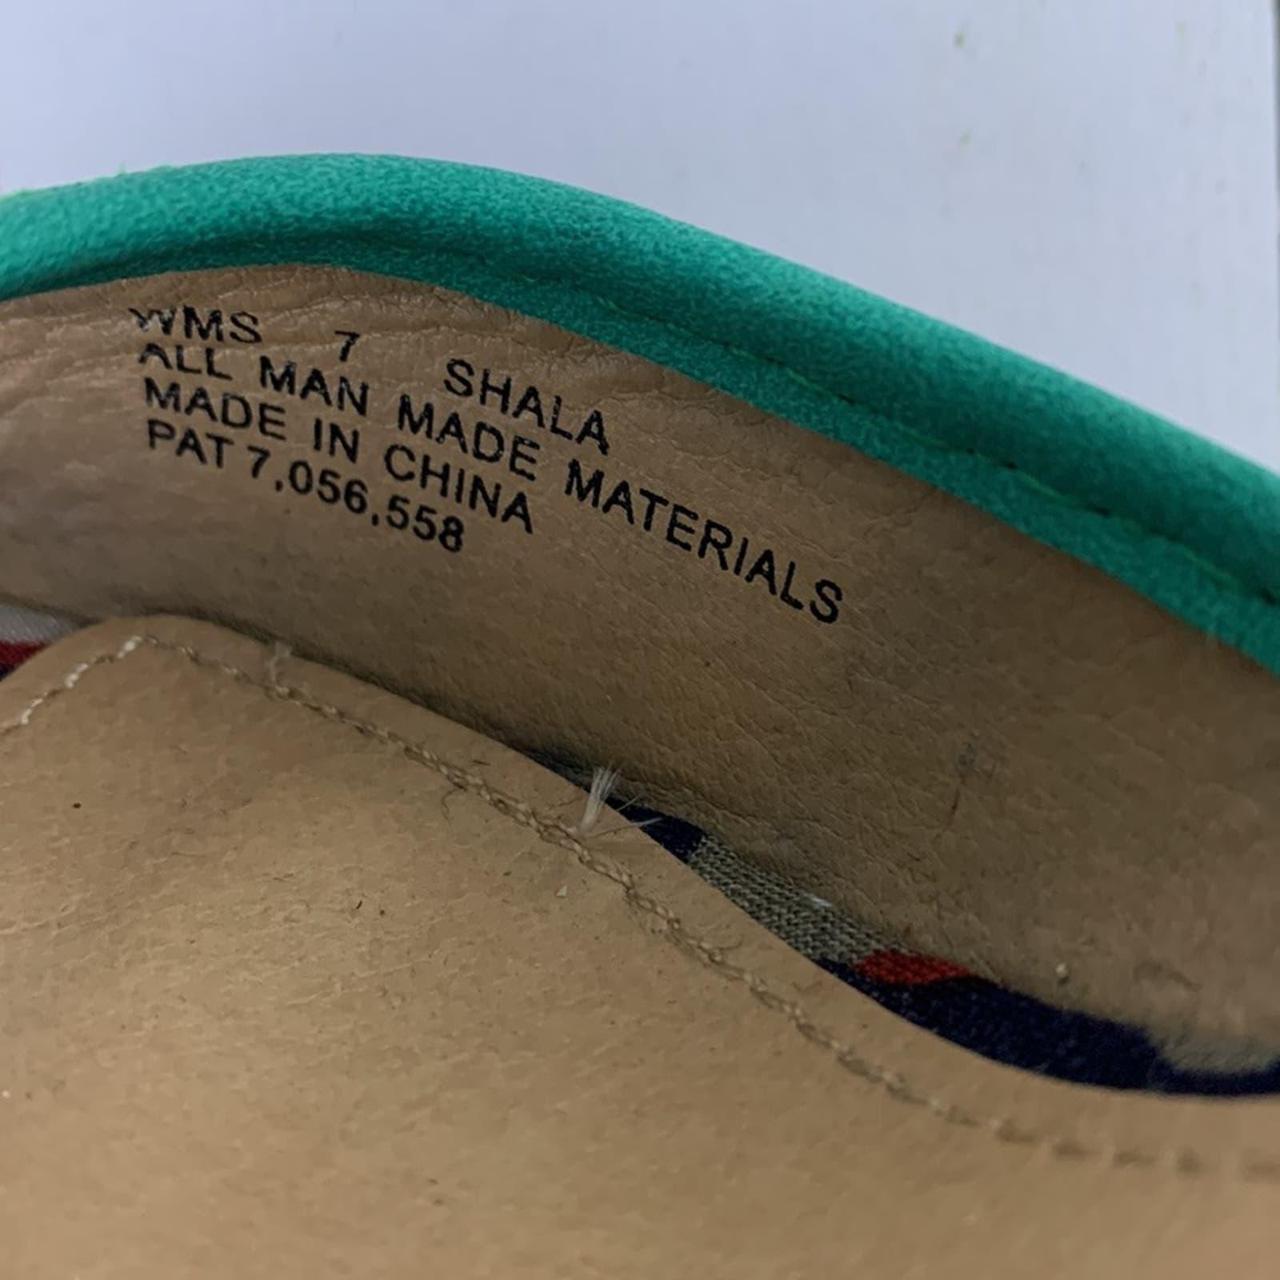 WMS 7 SHALA
ALL MAN MADE MATERIALS
MADE IN CHINA
PAT 7,056,558